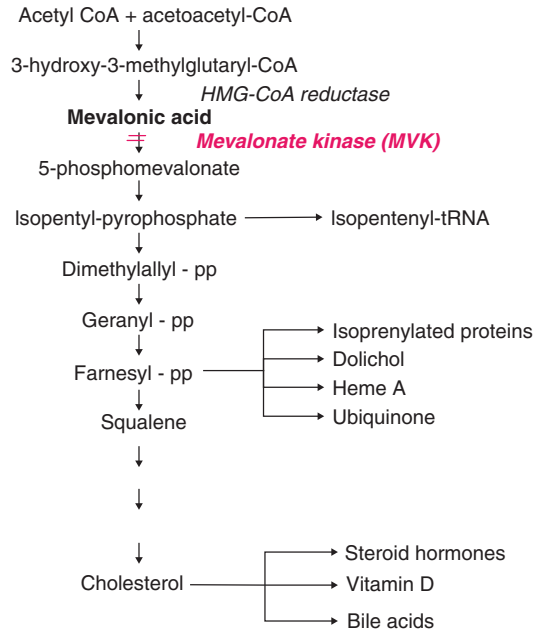 Acetyl CoA + acetoacetyl-CoA
3-hydroxy-3-methylglutaryl-CoA
HMG-CoA reductase
Mevalonic acid
Mevalonate kinase (MVK)
5-phosphomevalonate
Isopentyl-pyrophosphate
Isopentenyl-tRNA
Dimethylallyl - pp
Geranyl - pp
Isoprenylated proteins
Dolichol
Farnesyl - pp
Heme A
Ubiquinone
Squalene
Steroid hormones
Cholesterol
Vitamin D
Bile acids